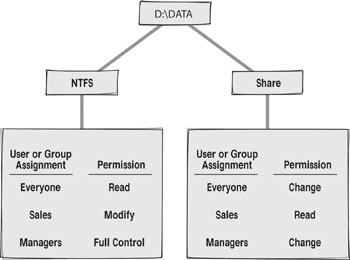 D:\DATA
NTFS
Share
User or Group Assignment Permission
Everyone Read
Sales Modify
Managers Full Control
User or Group Assignment Permission
Everyone Change
Sales Read
Managers Change